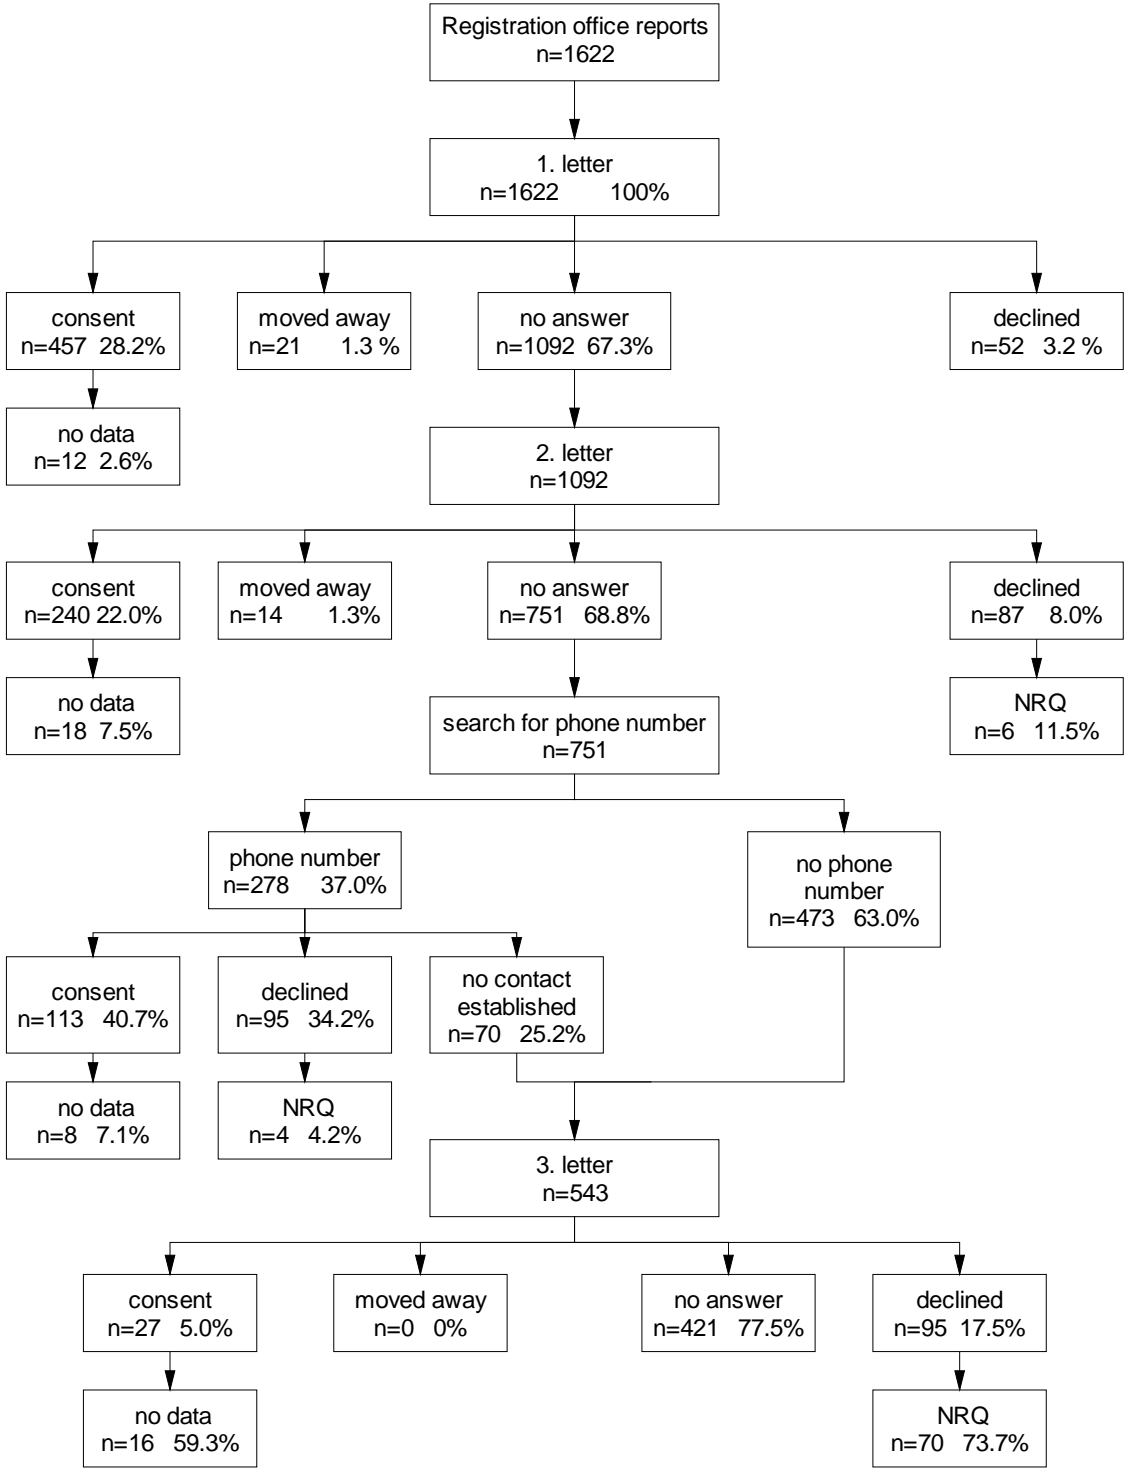 Registration office reports
n=1622
1. letter
n=1622 100%
consent
n=457 28.2%
moved away
n=21 1.3 %
no answer
n=1092 67.3%
declined
n=52 3.2 %
no data
n=12 2.6%
2. letter
n=1092
consent
n=240 22.0%
moved away
n=14 1.3%
no answer
n=751 68.8%
declined
n=87 8.0%
no data
n=18 7.5%
search for phone number
n=751
NRQ
n=6 11.5%
phone number
n=278 37.0%
no phone
number
n=473 63.0%
consent
n=113 40.7%
declined
n=95 34.2%
no contact
established
n=70 25.2%
no data
n=8 7.1%
NRQ
n=4 4.2%
3. letter
n=543
consent
n=27 5.0%
moved away
n=0 0%
no answer
n=421 77.5%
declined
n=95 17.5%
no data
n=16 59.3%
NRQ
n=70 73.7%